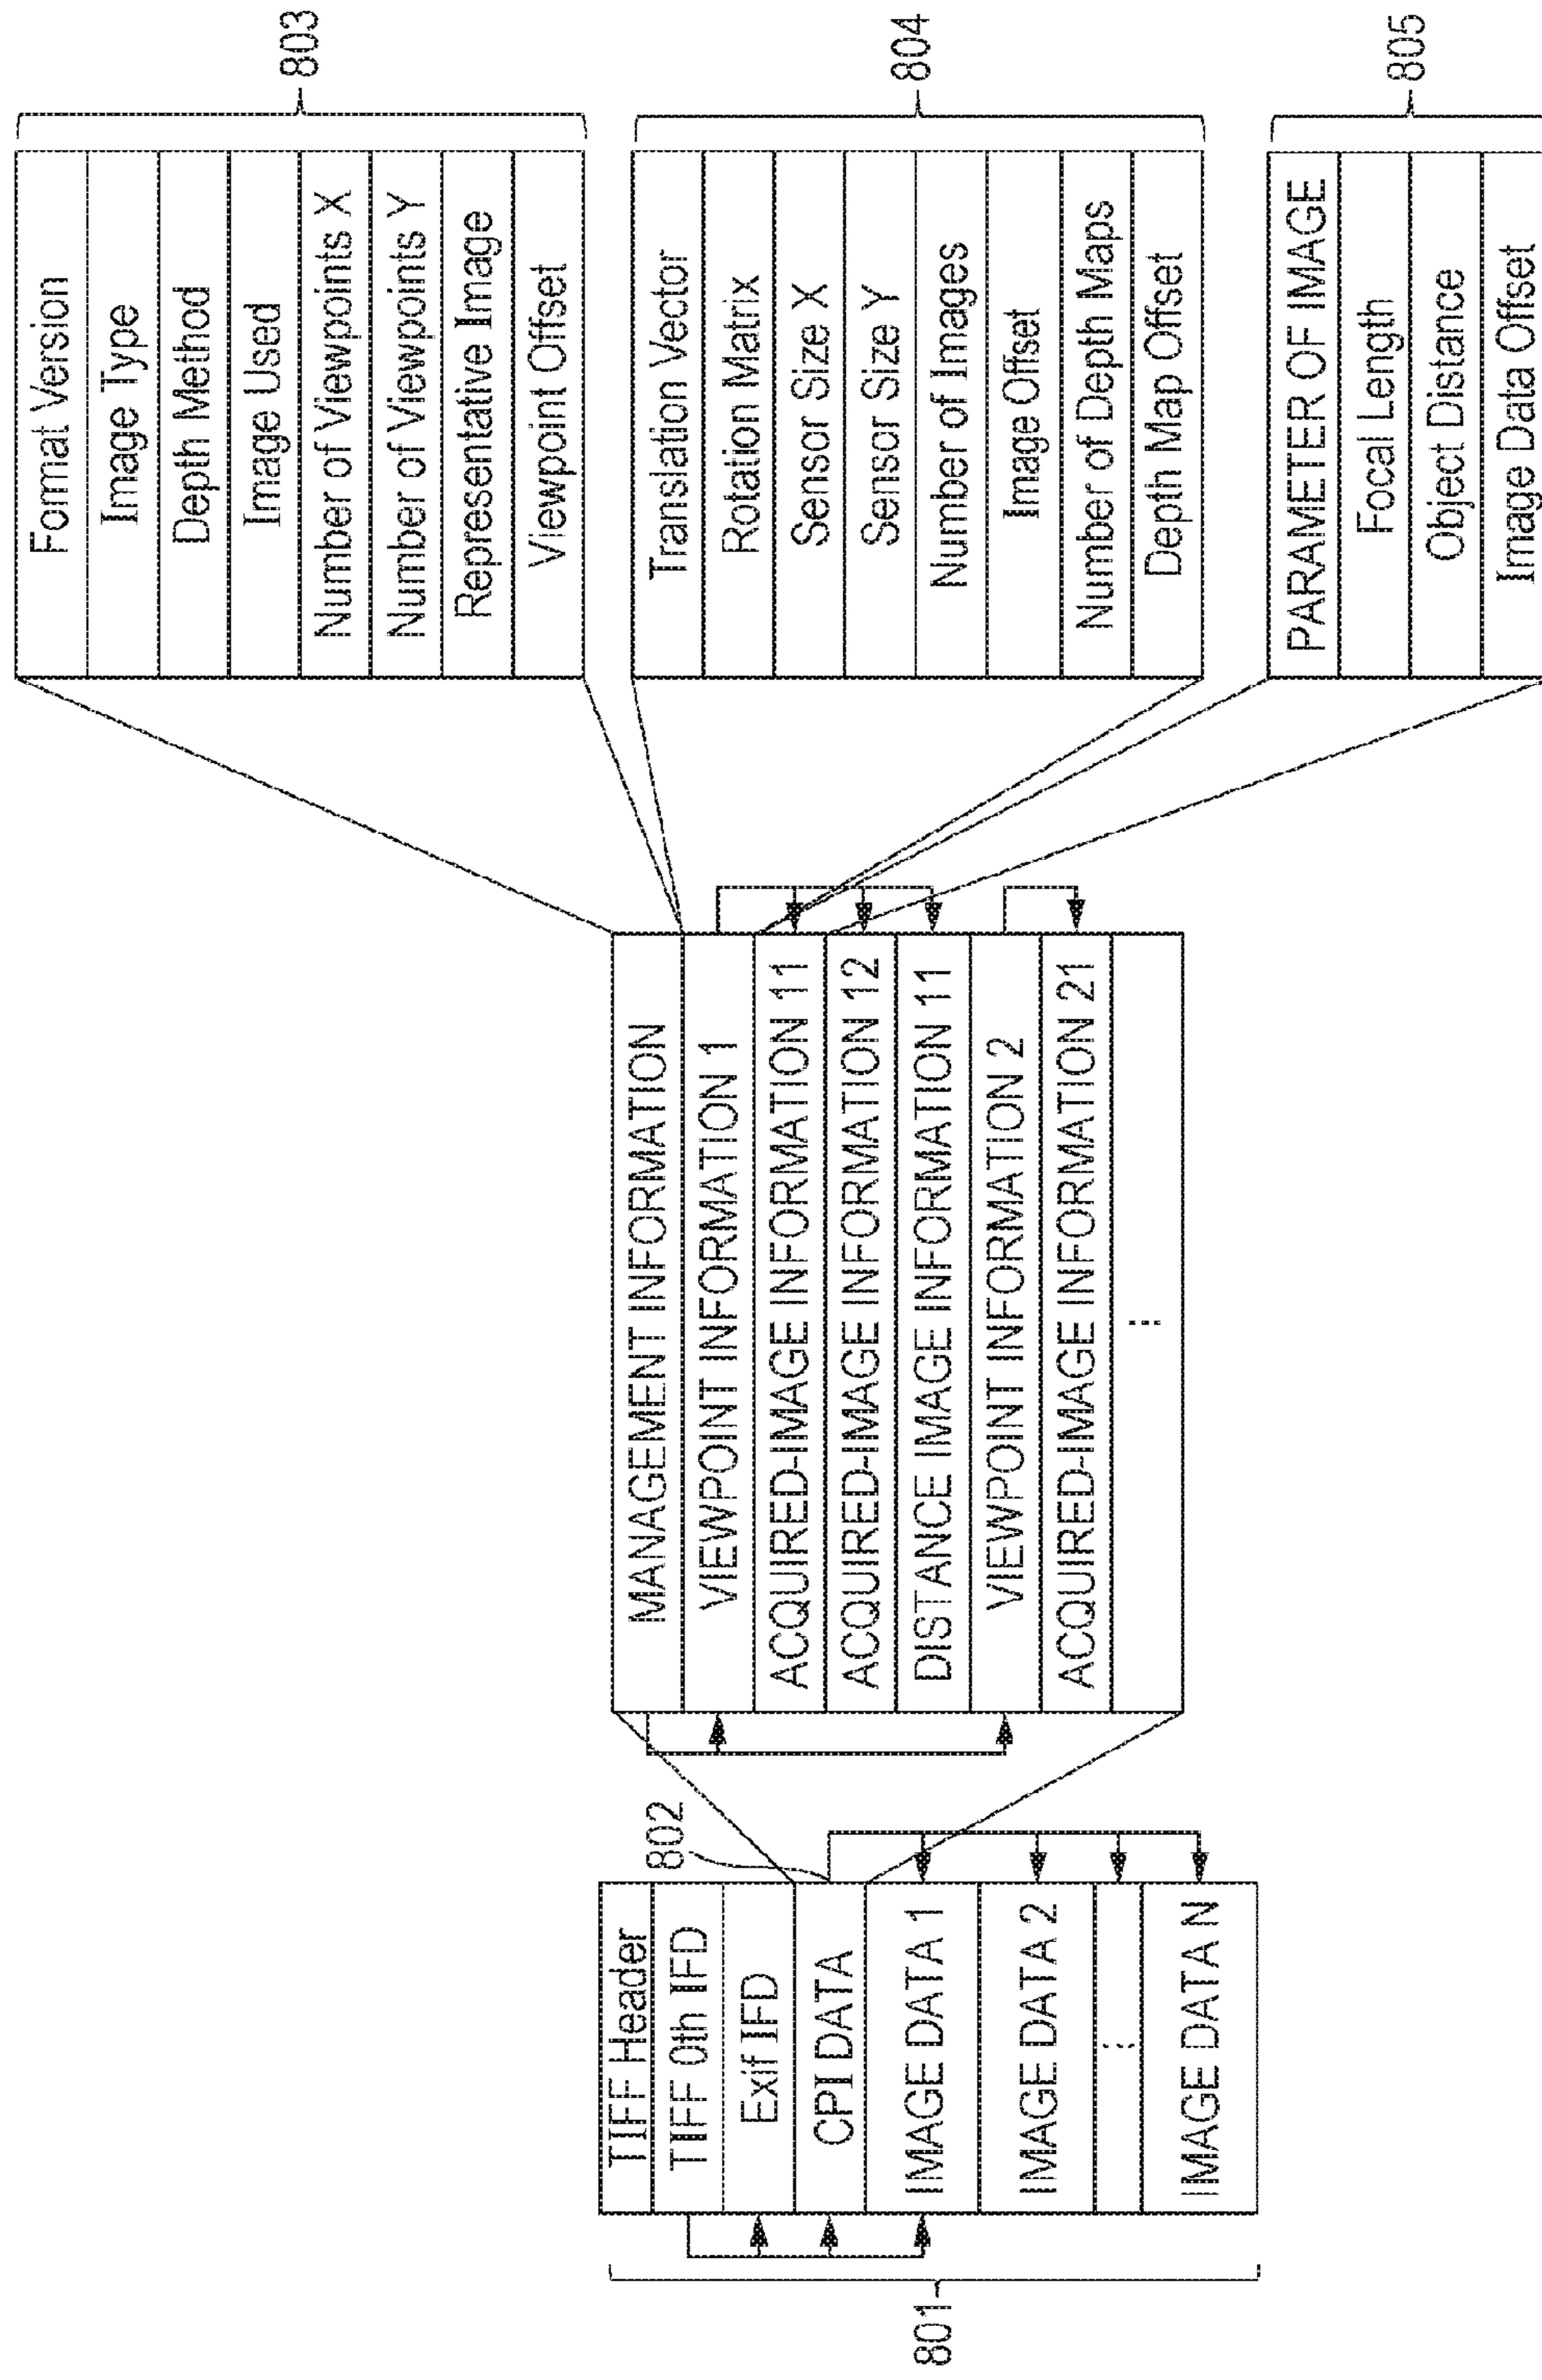 801
TIFF Header
TIFF 0th IFD
Exif IFD
CPI DATA
IMAGE DATA 1
IMAGE DATA 2
⋮
IMAGE DATA N
802
MANAGEMENT INFORMATION
VIEWPOINT INFORMATION 1
ACQUIRED-IMAGE INFORMATION 11
ACQUIRED-IMAGE INFORMATION 12
DISTANCE IMAGE INFORMATION 11
VIEWPOINT INFORMATION 2
ACQUIRED-IMAGE INFORMATION 21
⋮
Format Version
Image Type
Depth Method
Image Used
Number of Viewpoints X
Number of Viewpoints Y
Representative Image
Viewpoint Offset
803
Translation Vector
Rotation Matrix
Sensor Size X
Sensor Size Y
Number of Images
Image Offset
Number of Depth Maps
Depth Map Offset
804
PARAMETER OF IMAGE
Focal Length
Object Distance
Image Data Offset
805